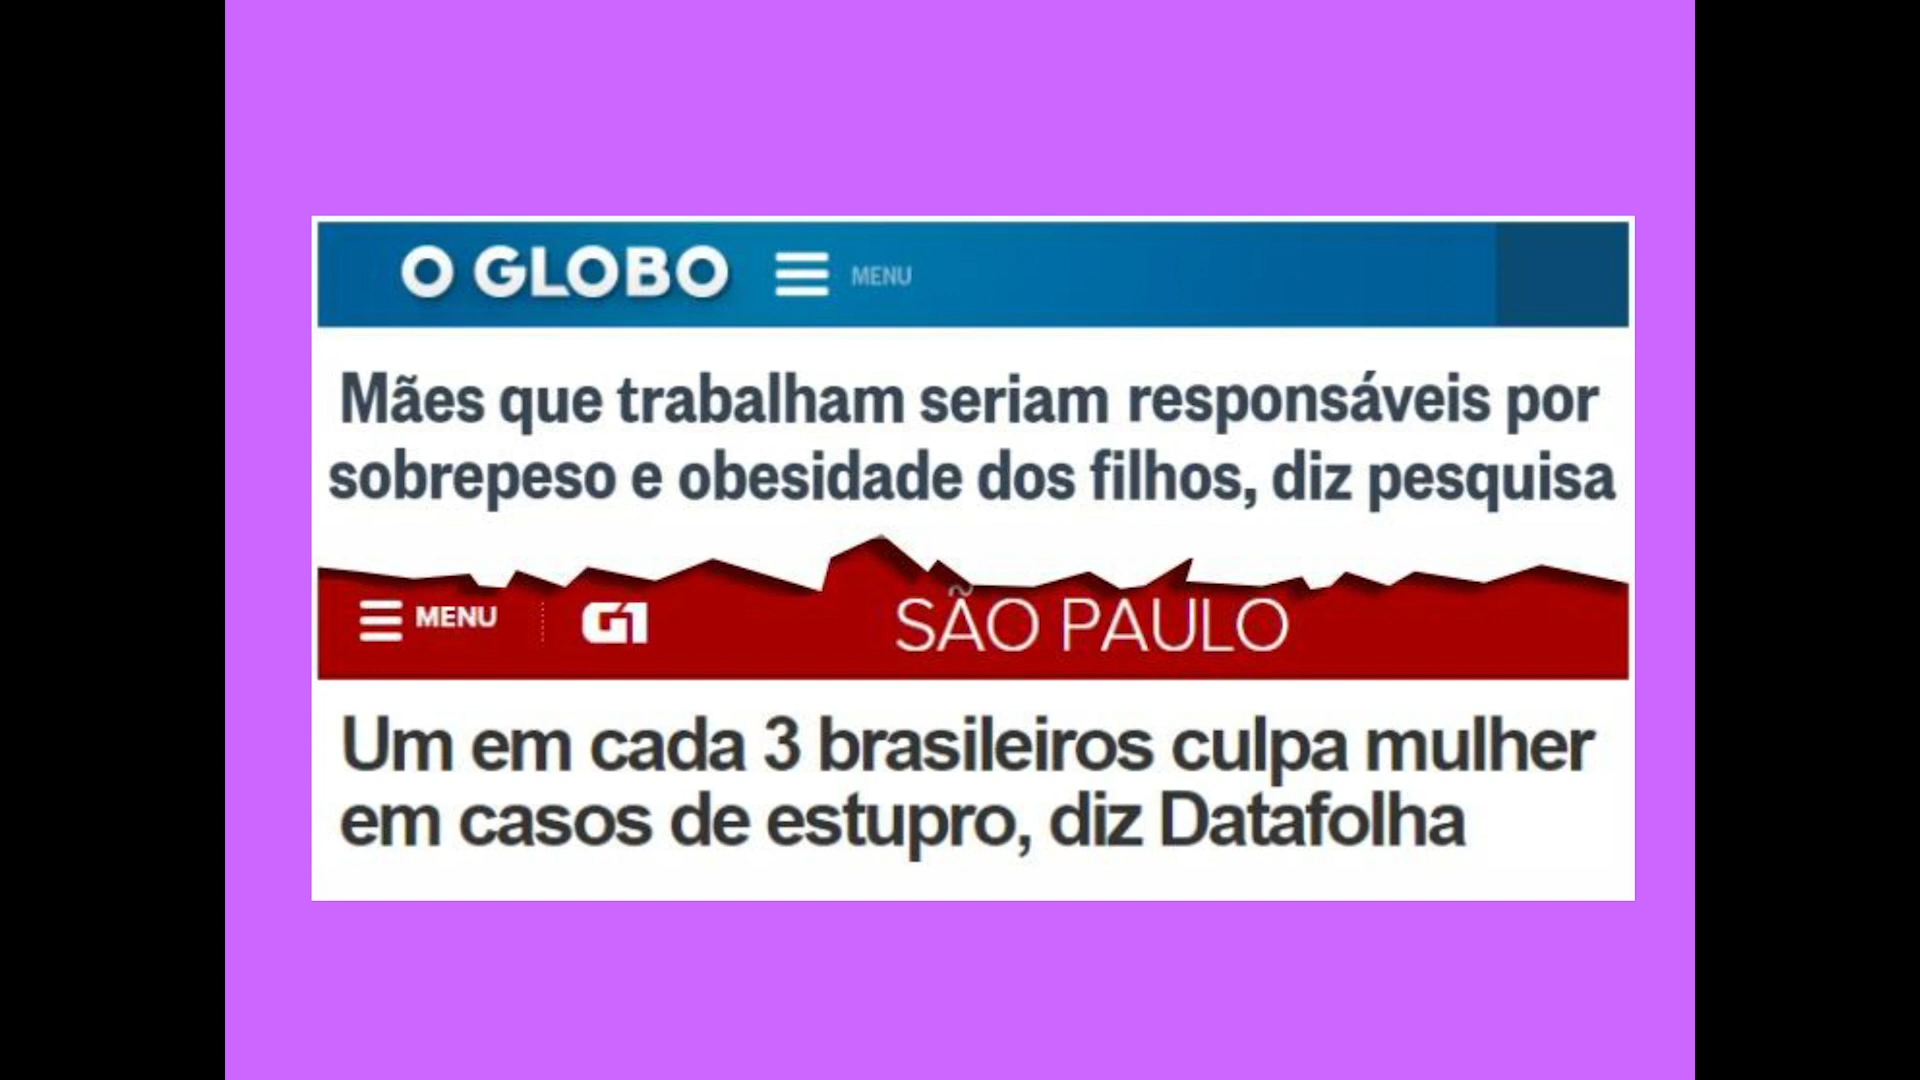 O GLOBO MENU
Mães que trabalham seriam responsáveis por
sobrepeso e obesidade dos filhos, diz pesquisa
MENU G1 SÃO PAULO
Um em cada 3 brasileiros culpa mulher
em casos de estupro, diz Datafolha